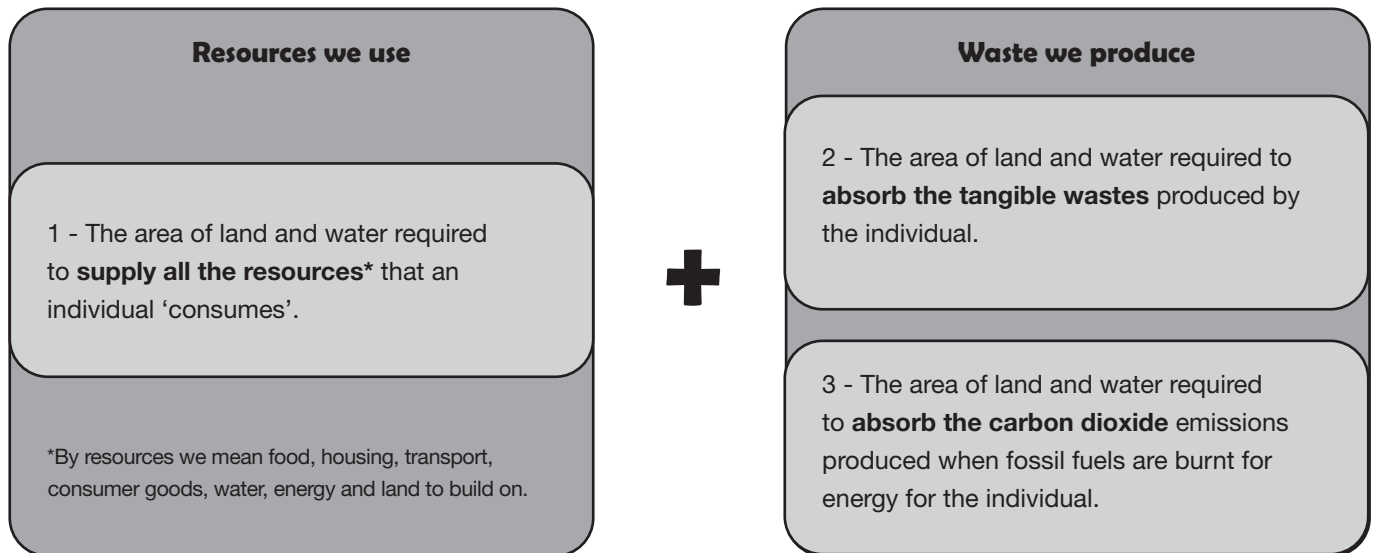 Resources we use
1 - The area of land and water required
to supply all the resources* that an
individual ‘consumes’.
*By resources we mean food, housing, transport,
consumer goods, water, energy and land to build on.
Waste we produce
2 - The area of land and water required to
absorb the tangible wastes produced by
the individual.
3 - The area of land and water required
to absorb the carbon dioxide emissions
produced when fossil fuels are burnt for
energy for the individual.